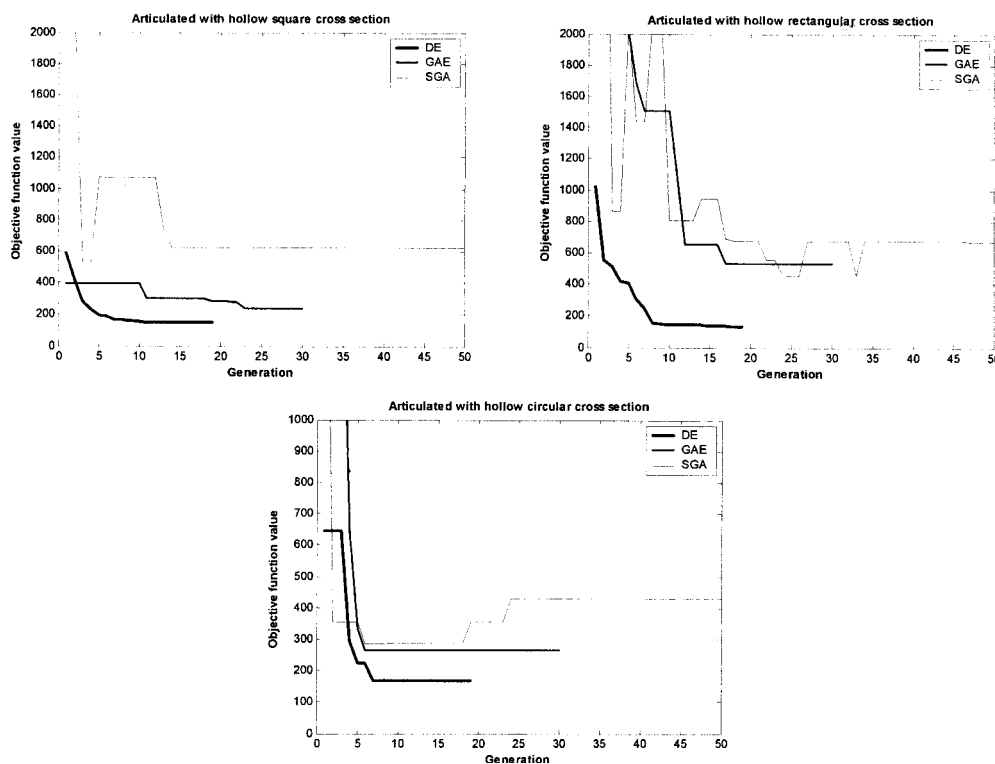 Articulated with hollow square cross section
2000
1800
1600
1400
1200
1000
800
600
400
200
0
Objective function value
DE
GAE
SGA
0 5 10 15 20 25 30 35 40 45 50
Generation
Articulated with hollow rectangular cross section
2000
1800
1600
1400
1200
1000
800
600
400
200
0
Objective function value
DE
GAE
SGA
0 5 10 15 20 25 30 35 40 45 50
Generation
Articulated with hollow circular cross section
1000
900
800
700
600
500
400
300
200
100
0
Objective function value
DE
GAE
SGA
0 5 10 15 20 25 30 35 40 45 50
Generation